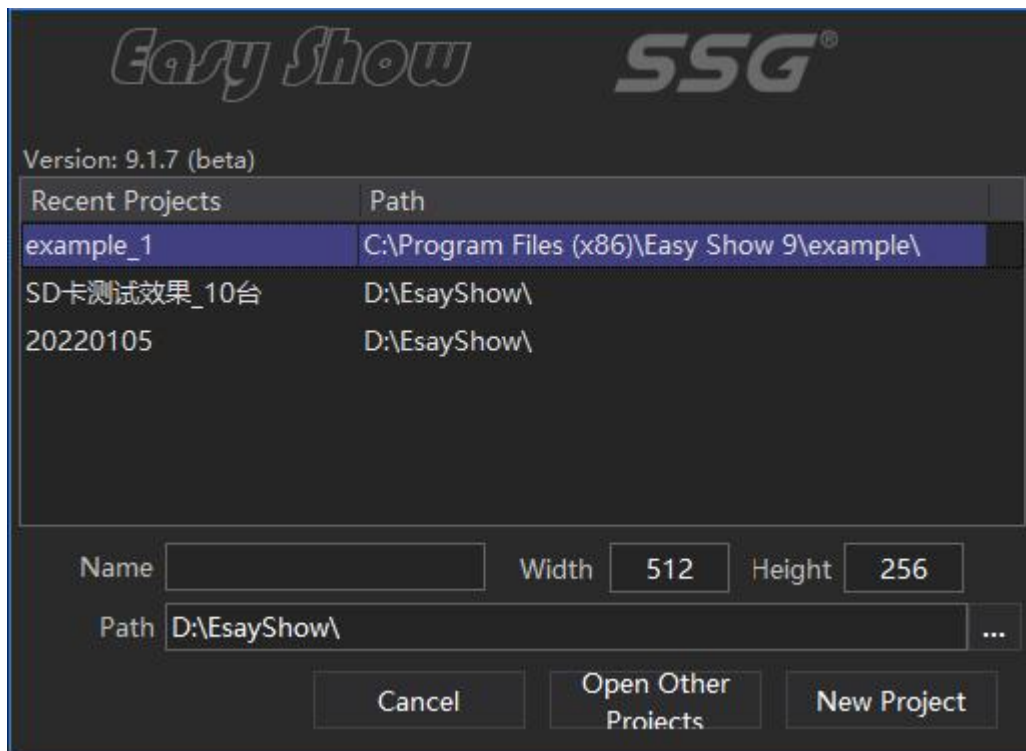 Easy Show SSG®
Version: 9.1.7 (beta)
Recent Projects Path
example_1 C:\Program Files (x86)\Easy Show 9\example\
SD卡测试效果_10台 D:\EsayShow\
20220105 D:\EsayShow\
Name Width 512 Height 256
Path D:\EsayShow\ ...
Cancel Open Other Projects New Project